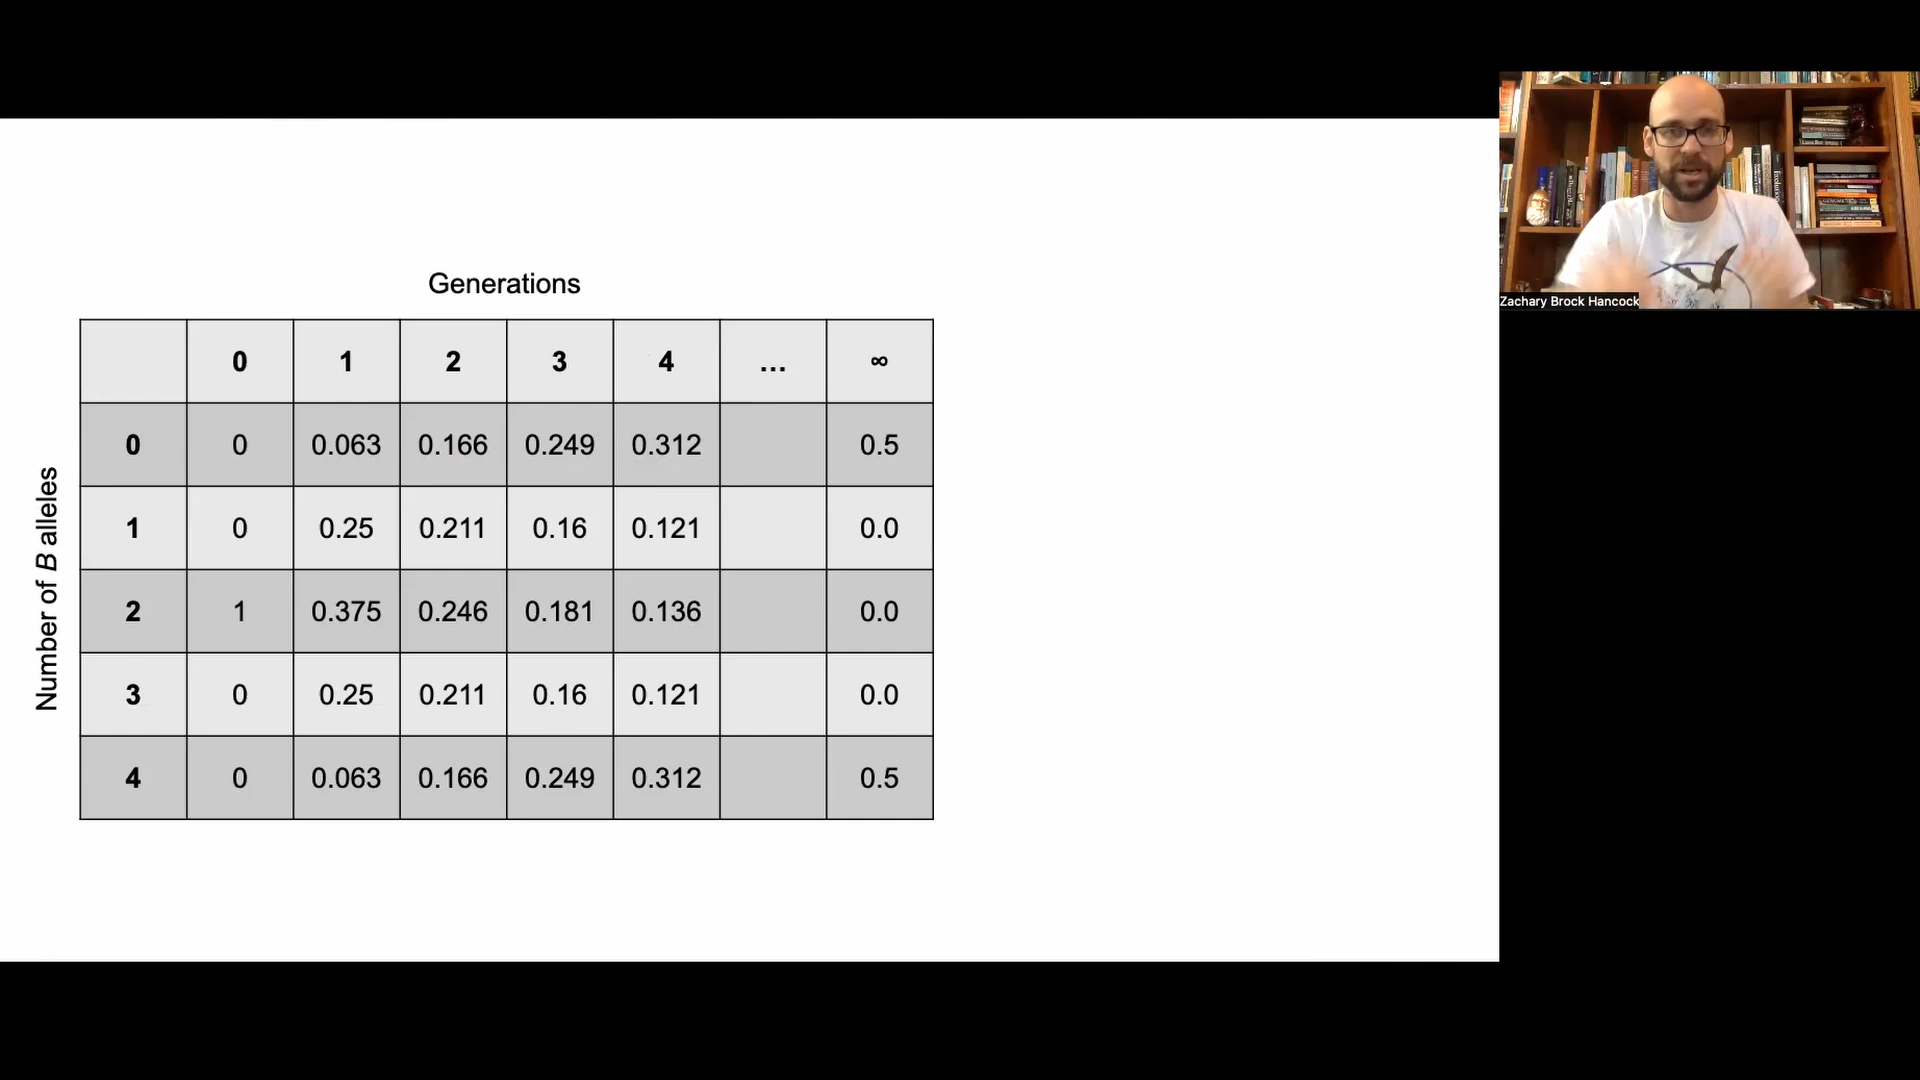 Zachary Brock Hancock
Generations
0 1 2 3 4 ... ∞
Number of B alleles
0 0 0.063 0.166 0.249 0.312 0.5
1 0 0.25 0.211 0.16 0.121 0.0
2 1 0.375 0.246 0.181 0.136 0.0
3 0 0.25 0.211 0.16 0.121 0.0
4 0 0.063 0.166 0.249 0.312 0.5